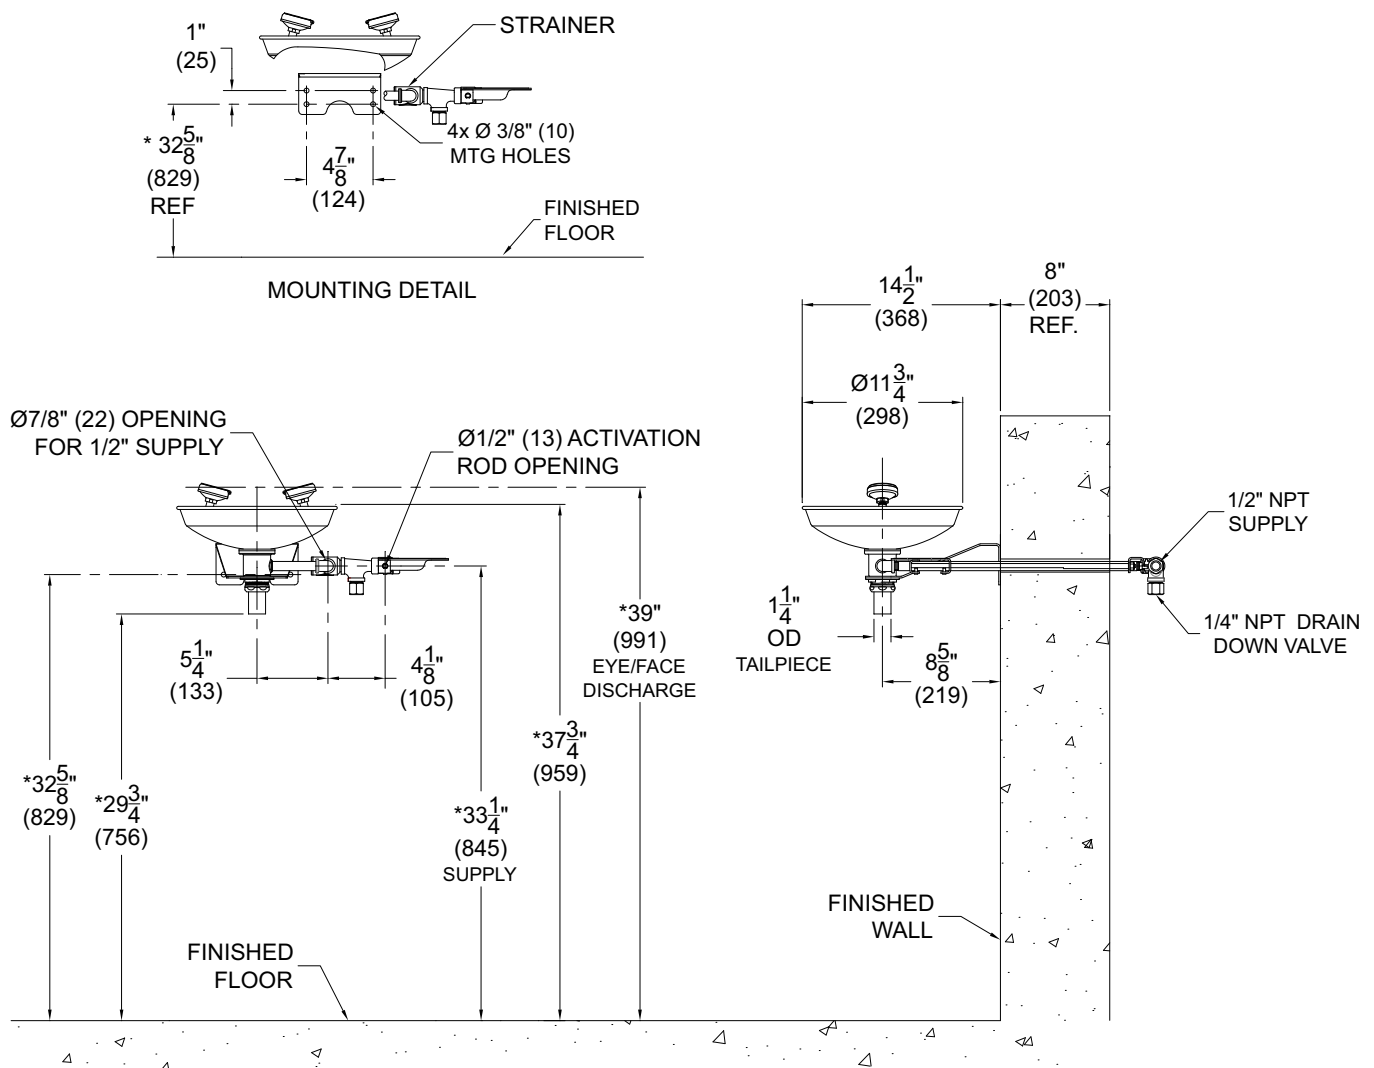 STRAINER
1"
(25)
* 32 5/8"
(829)
REF
4x Ø 3/8" (10)
MTG HOLES
4 7/8"
(124)
FINISHED
FLOOR
MOUNTING DETAIL
14 1/2"
(368)
8"
(203)
REF.
Ø11 3/4"
(298)
Ø7/8" (22) OPENING
FOR 1/2" SUPPLY
Ø1/2" (13) ACTIVATION
ROD OPENING
1/2" NPT
SUPPLY
1/4" NPT DRAIN
DOWN VALVE
1 1/4"
OD
TAILPIECE
8 5/8"
(219)
5 1/4"
(133)
4 1/8"
(105)
*39"
(991)
EYE/FACE
DISCHARGE
*37 3/4"
(959)
*32 5/8"
(829)
*29 3/4"
(756)
*33 1/4"
(845)
SUPPLY
FINISHED
WALL
FINISHED
FLOOR